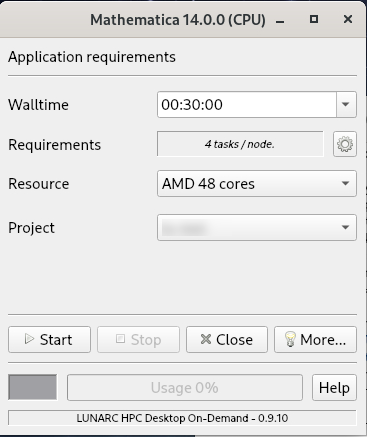 Mathematica 14.0.0 (CPU)
Application requirements
Walltime 00:30:00
Requirements 4 tasks / node.
Resource AMD 48 cores
Project
Start Stop Close More...
Usage 0% Help
LUNARC HPC Desktop On-Demand - 0.9.10